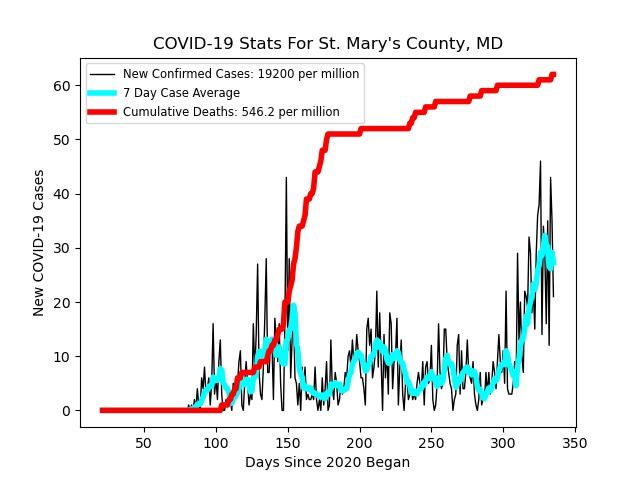 COVID-19 Stats For St. Mary's County, MD
New Confirmed Cases: 19200 per million
7 Day Case Average
Cumulative Deaths: 546.2 per million
New COVID-19 Cases
60
50
40
30
20
10
0
50 100 150 200 250 300 350
Days Since 2020 Began